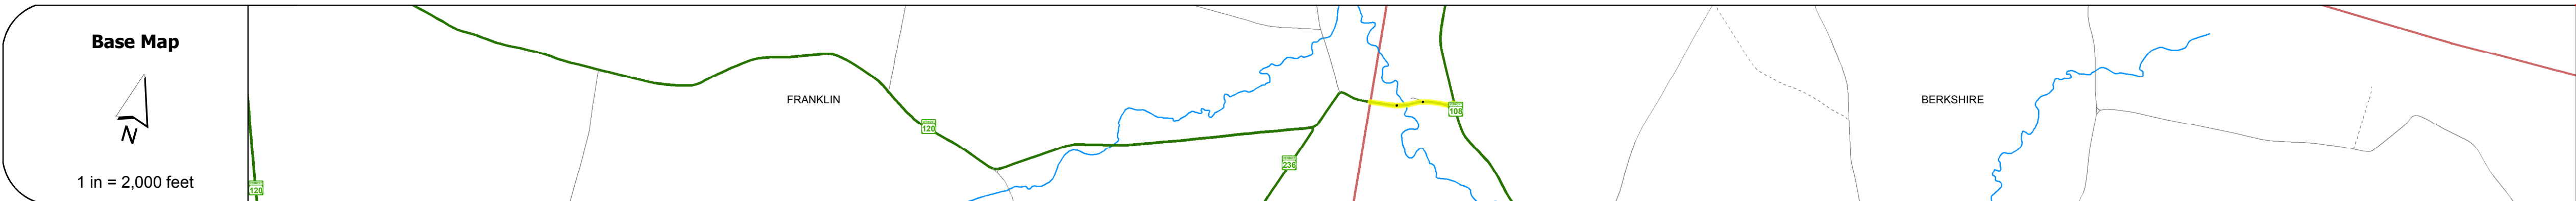 Base Map
N
1 in = 2,000 feet
120
FRANKLIN
120
236
108
BERKSHIRE